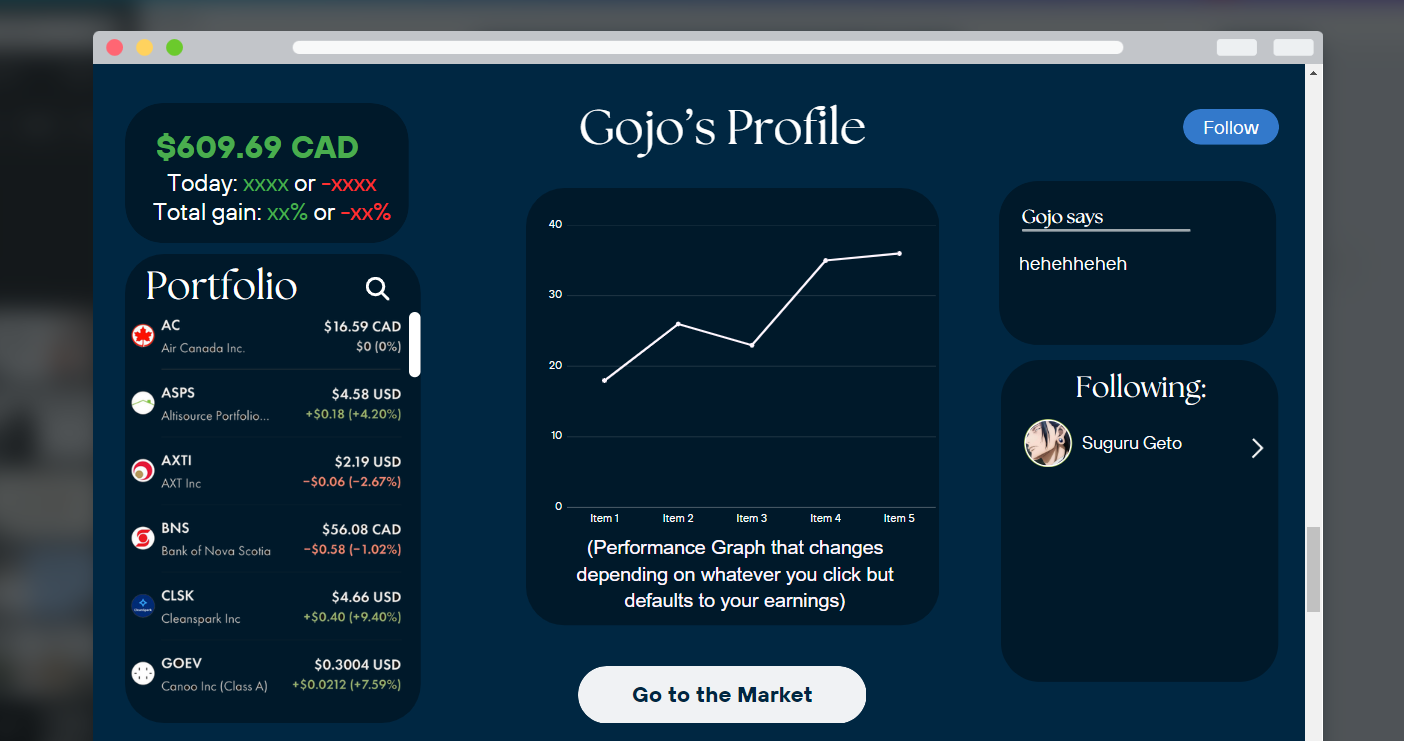 Gojo's Profile
Follow
$609.69 CAD
Today: xxxx or -xxxx
Total gain: xx% or -xx%
Portfolio
AC
$16.59 CAD
Air Canada Inc.
$0 (0%)
ASPS
$4.58 USD
Altisource Portfolio...
+$0.18 (+4.20%)
AXTI
$2.19 USD
AXT Inc
−$0.06 (−2.67%)
BNS
$56.08 CAD
Bank of Nova Scotia
−$0.58 (−1.02%)
CLSK
$4.66 USD
Cleanspark Inc
+$0.40 (+9.40%)
GOEV
$0.3004 USD
Canoo Inc (Class A)
+$0.0212 (+7.59%)
40
30
20
10
0
Item 1
Item 2
Item 3
Item 4
Item 5
(Performance Graph that changes
depending on whatever you click but
defaults to your earnings)
Go to the Market
Gojo says
hehehheheh
Following:
Suguru Geto